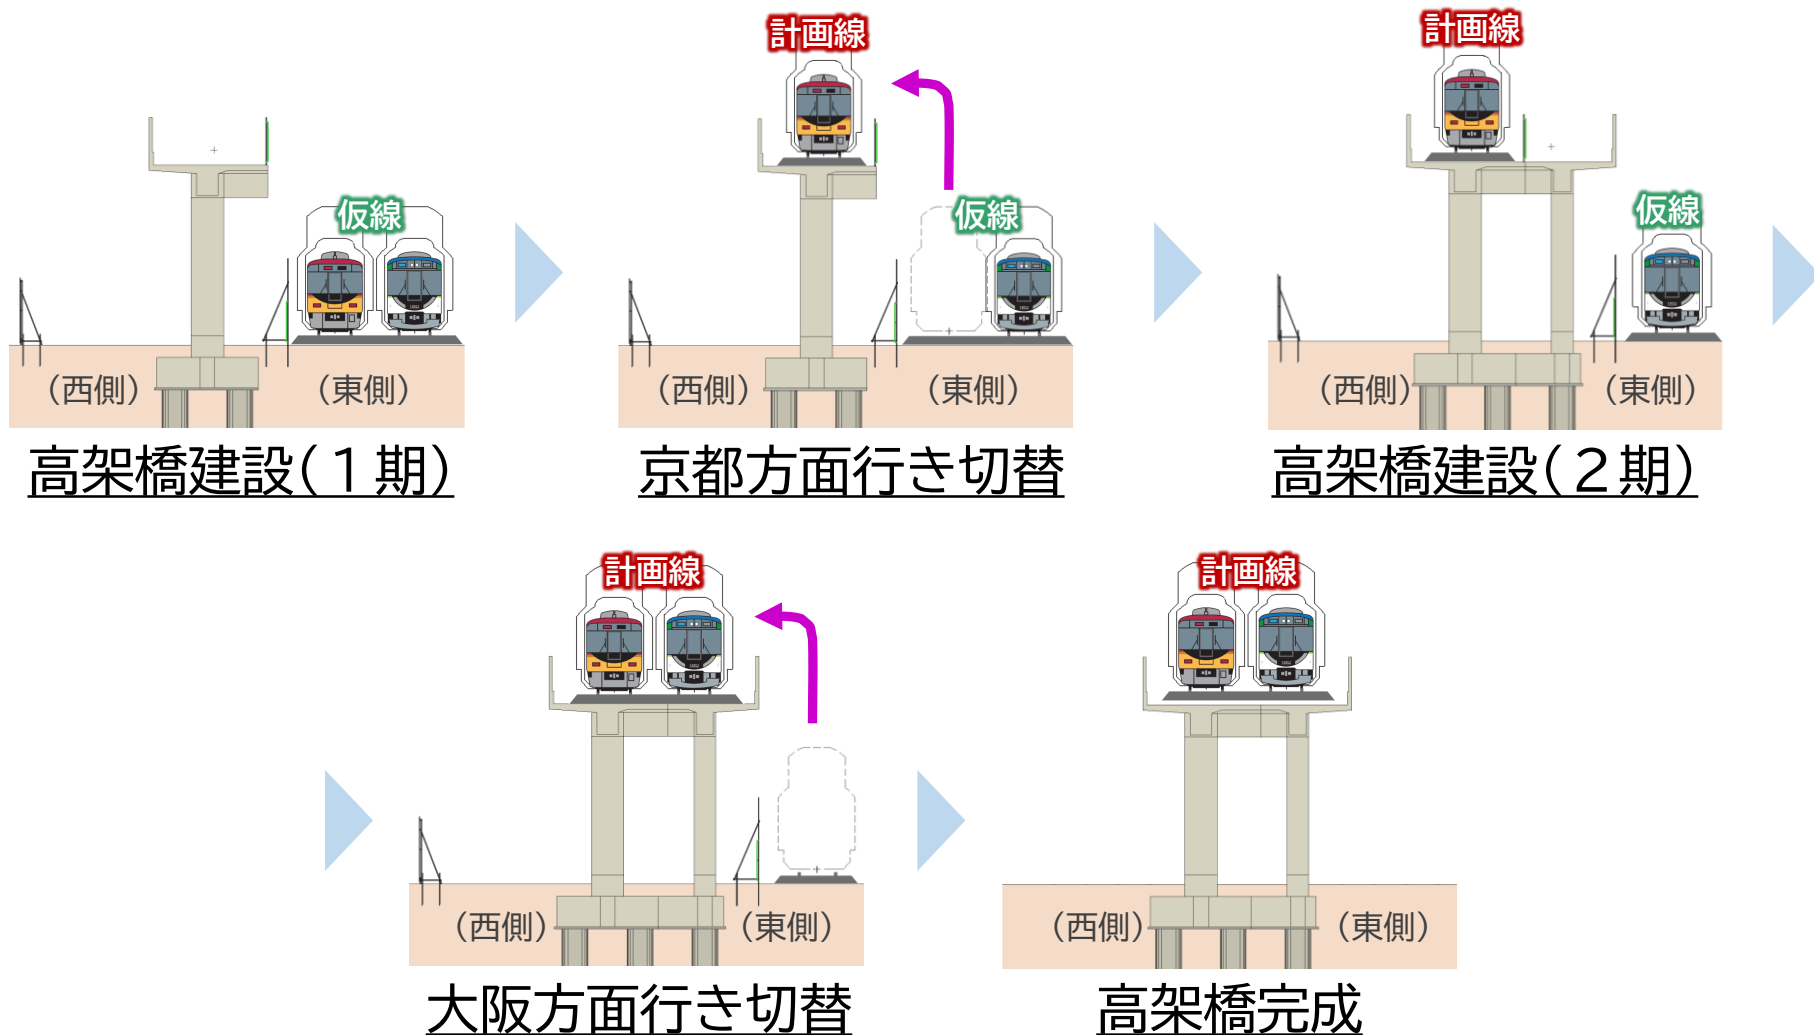 計画線
計画線
仮線
仮線
仮線
（西側）
（東側）
（西側）
（東側）
（西側）
（東側）
高架橋建設（１期）
京都方面行き切替
高架橋建設（２期）
計画線
計画線
（西側）
（東側）
（西側）
（東側）
大阪方面行き切替
高架橋完成